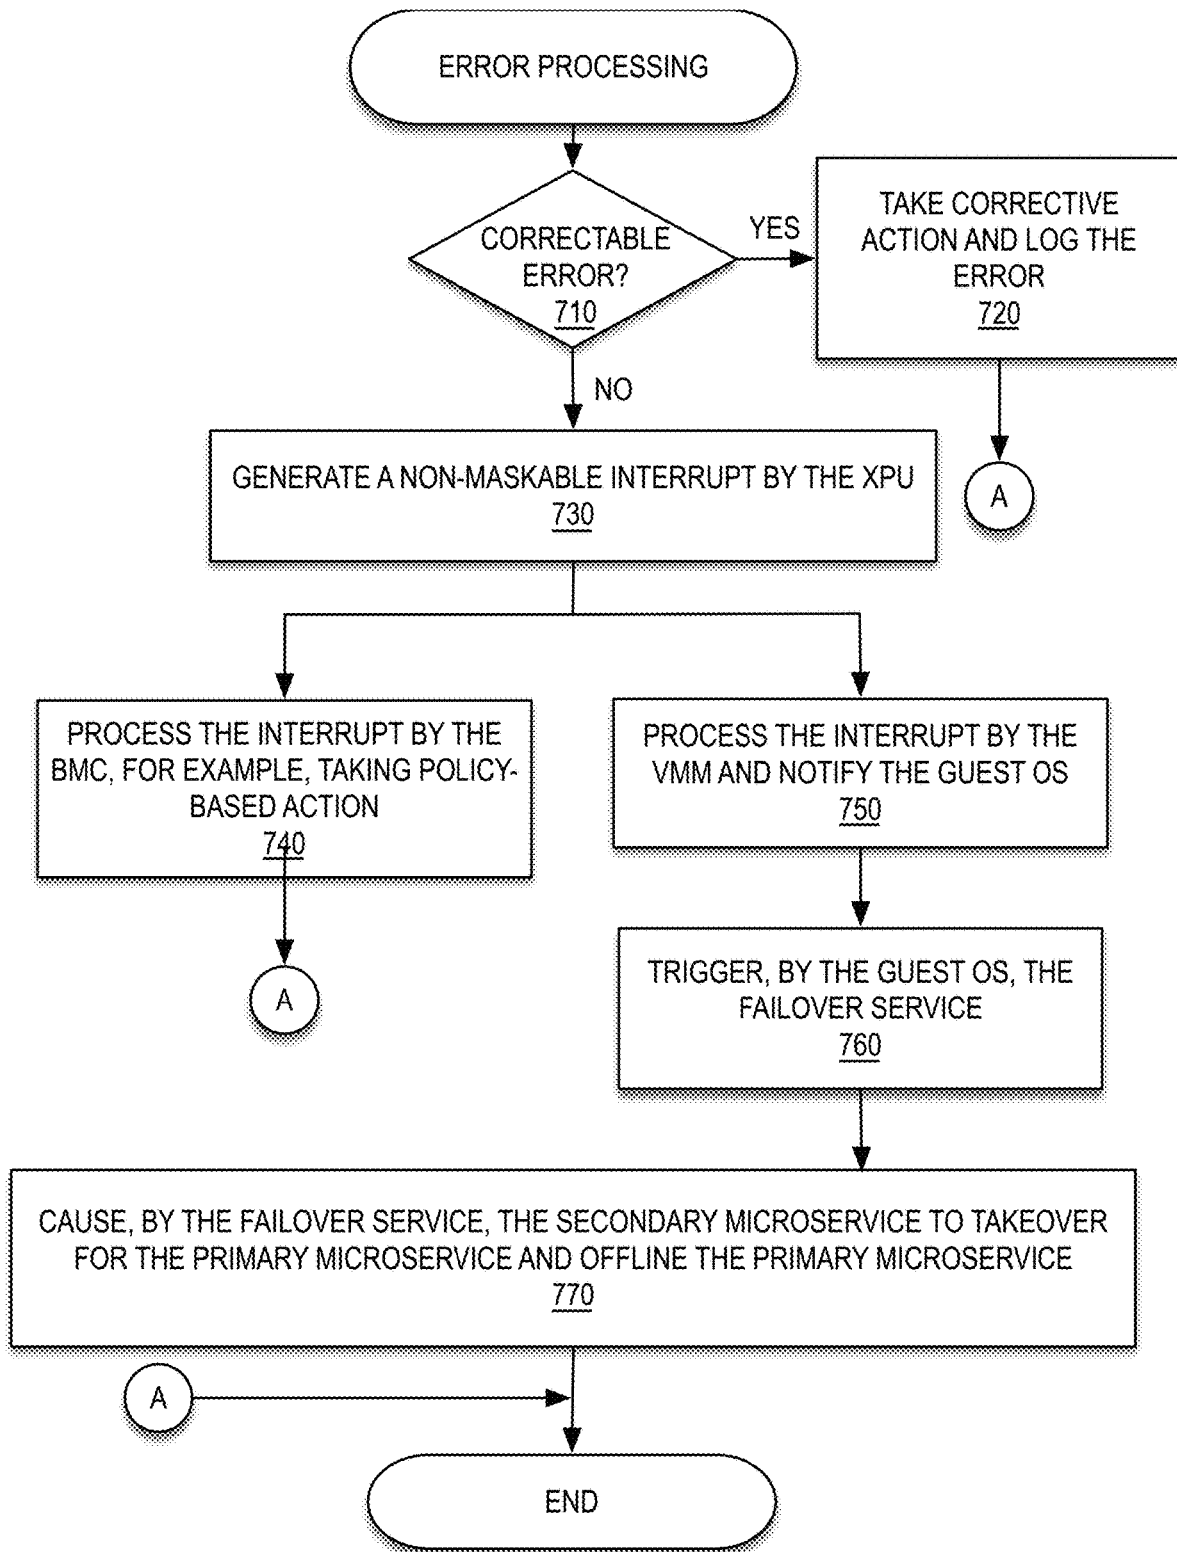 ERROR PROCESSING
CORRECTABLE
ERROR?
710
YES
TAKE CORRECTIVE
ACTION AND LOG THE
ERROR
720
NO
A
GENERATE A NON-MASKABLE INTERRUPT BY THE XPU
730
PROCESS THE INTERRUPT BY THE
BMC, FOR EXAMPLE, TAKING POLICY-
BASED ACTION
740
A
PROCESS THE INTERRUPT BY THE
VMM AND NOTIFY THE GUEST OS
750
TRIGGER, BY THE GUEST OS, THE
FAILOVER SERVICE
760
CAUSE, BY THE FAILOVER SERVICE, THE SECONDARY MICROSERVICE TO TAKEOVER
FOR THE PRIMARY MICROSERVICE AND OFFLINE THE PRIMARY MICROSERVICE
770
A
END